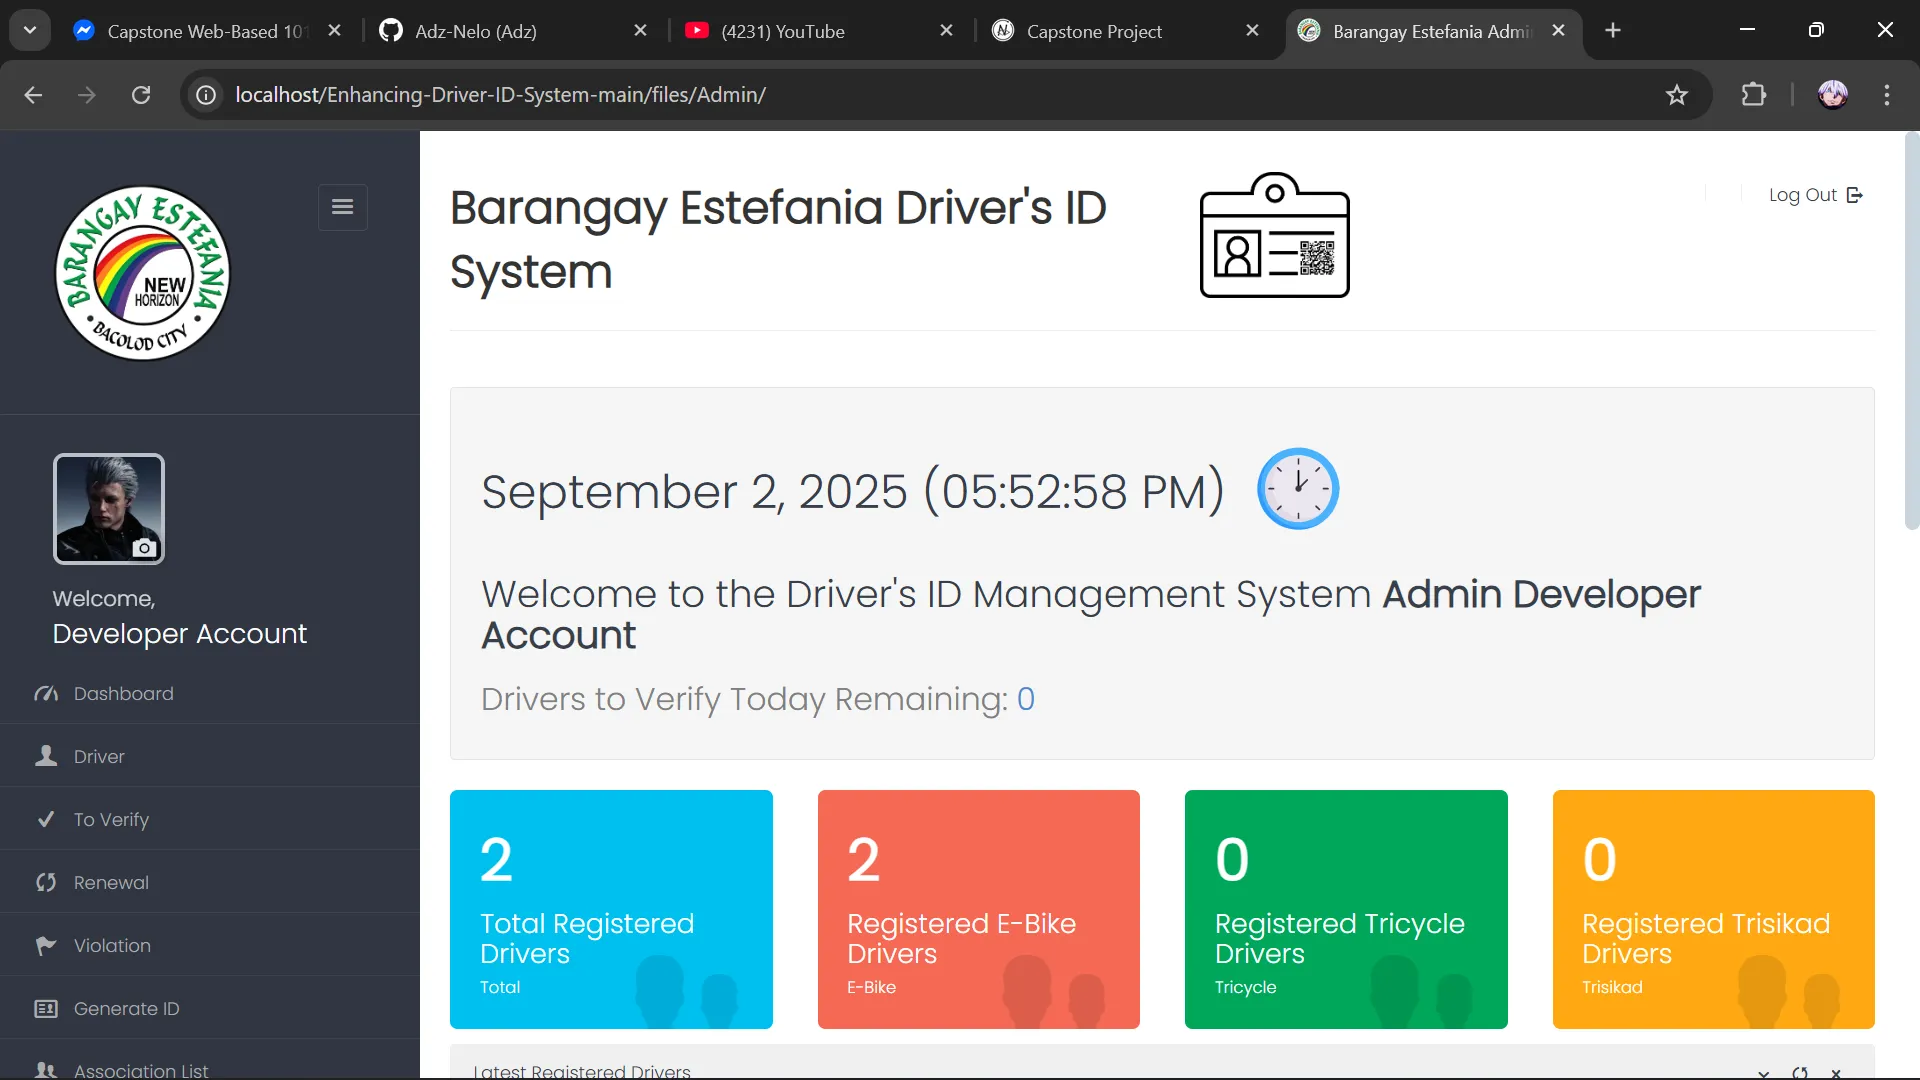 Capstone Web-Based 101
Adz-Nelo (Adz)
(4231) YouTube
Capstone Project
Barangay Estefania Admi
localhost/Enhancing-Driver-ID-System-main/files/Admin/
BARANGAY ESTEFANIA
NEW
HORIZON
BACOLOD CITY
Welcome,
Developer Account
Dashboard
Driver
To Verify
Renewal
Violation
Generate ID
Association List
Barangay Estefania Driver's ID
System
Log Out
September 2, 2025 (05:52:58 PM)
Welcome to the Driver's ID Management System Admin Developer
Account
Drivers to Verify Today Remaining: 0
2
Total Registered
Drivers
Total
2
Registered E-Bike
Drivers
E-Bike
0
Registered Tricycle
Drivers
Tricycle
0
Registered Trisikad
Drivers
Trisikad
Latest Registered Drivers